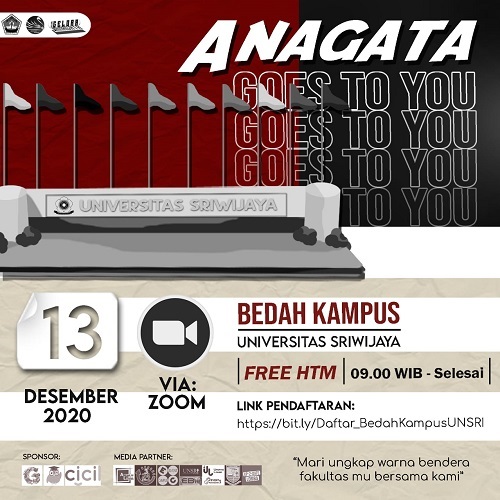 GELORA
ANAGATA
GOES TO YOU
GOES TO YOU
GOES TO YOU
GOES TO YOU
UNIVERSITAS SRIWIJAYA
13
DESEMBER
2020
VIA:
ZOOM
BEDAH KAMPUS
UNIVERSITAS SRIWIJAYA
FREE HTM | 09.00 WIB - Selesai
LINK PENDAFTARAN:
https://bit.ly/Daftar_BedahKampusUNSRI
SPONSOR:
G
cici
MEDIA PARTNER:
"Mari ungkap warna bendera
fakultas mu bersama kami"